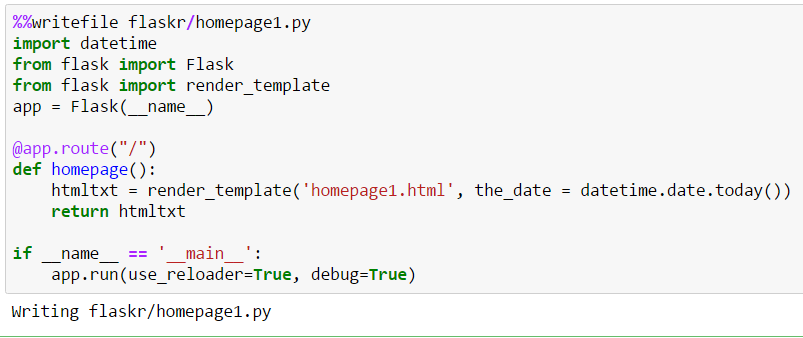 %%writefile flaskr/homepage1.py
import datetime
from flask import Flask
from flask import render_template
app = Flask(__name__)

@app.route("/")
def homepage():
    htmltxt = render_template('homepage1.html', the_date = datetime.date.today())
    return htmltxt

if __name__ == '__main__':
    app.run(use_reloader=True, debug=True)
Writing flaskr/homepage1.py